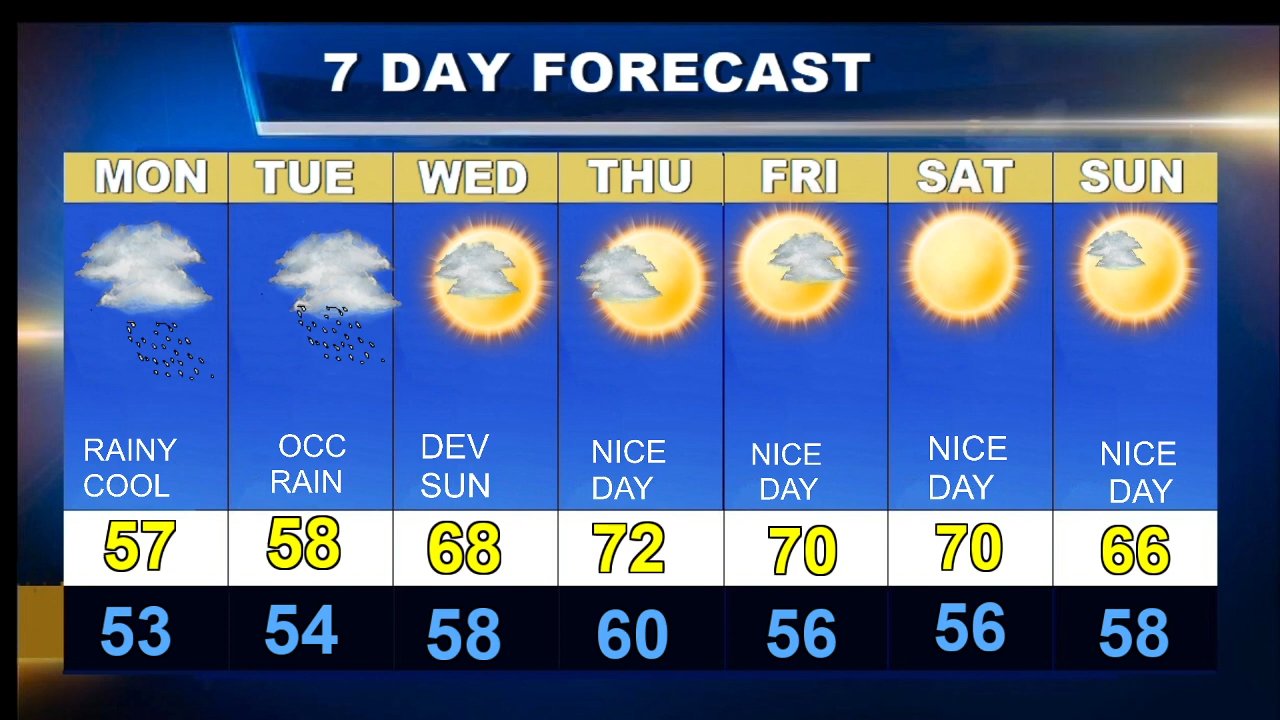 7 DAY FORECAST
MON TUE WED THU FRI SAT SUN
RAINY COOL
OCC RAIN
DEV SUN
NICE DAY
NICE DAY
NICE DAY
NICE DAY
57 58 68 72 70 70 66
53 54 58 60 56 56 58